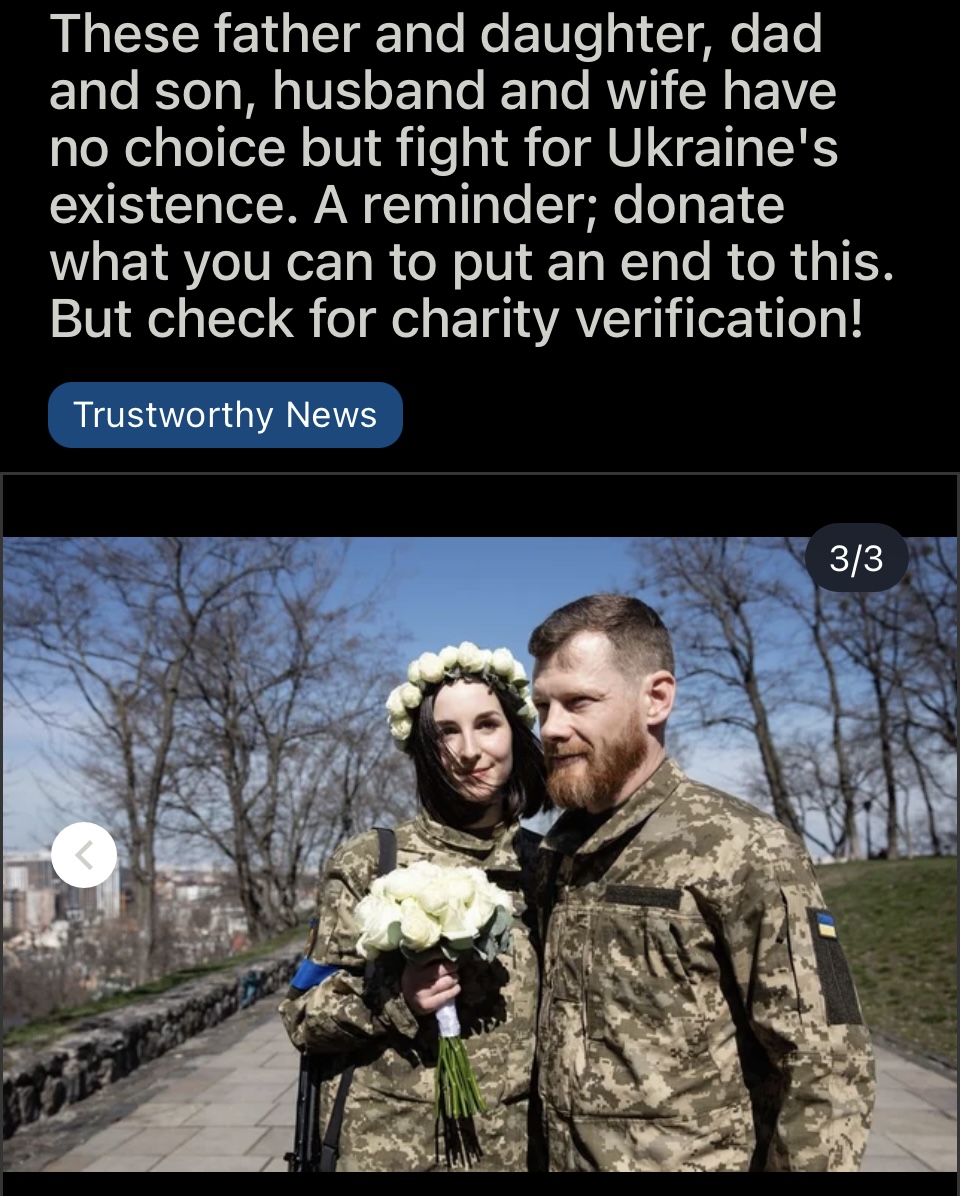 These father and daughter, dad
and son, husband and wife have
no choice but fight for Ukraine's
existence. A reminder; donate
what you can to put an end to this.
But check for charity verification!
Trustworthy News
3/3